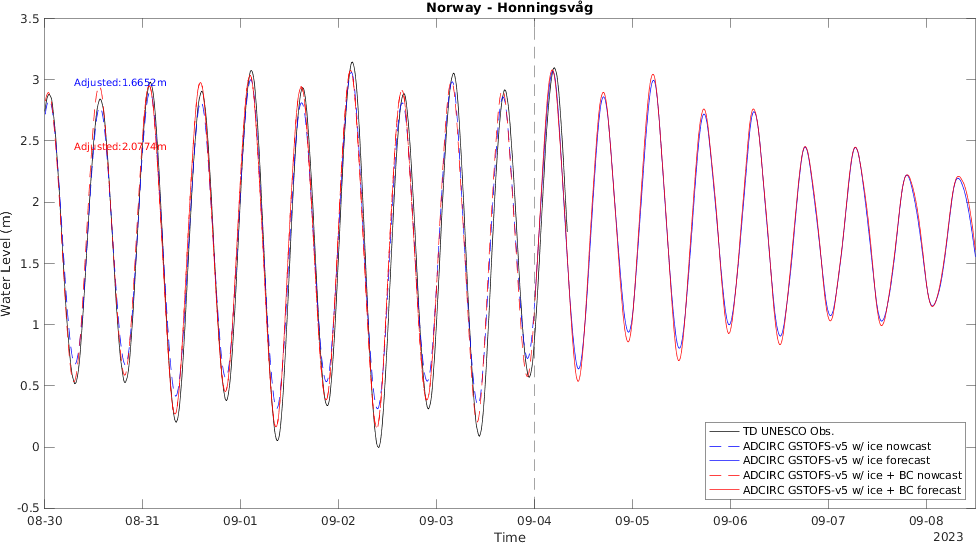 Norway - Honningsvåg
3.5
3
2.5
2
1.5
1
0.5
0
-0.5
Water Level (m)
Adjusted:1.6652m
Adjusted:2.0774m
TD UNESCO Obs.
ADCIRC GSTOFS-v5 w/ ice nowcast
ADCIRC GSTOFS-v5 w/ ice forecast
ADCIRC GSTOFS-v5 w/ ice + BC nowcast
ADCIRC GSTOFS-v5 w/ ice + BC forecast
08-30 08-31 09-01 09-02 09-03 09-04 09-05 09-06 09-07 09-08
Time
2023